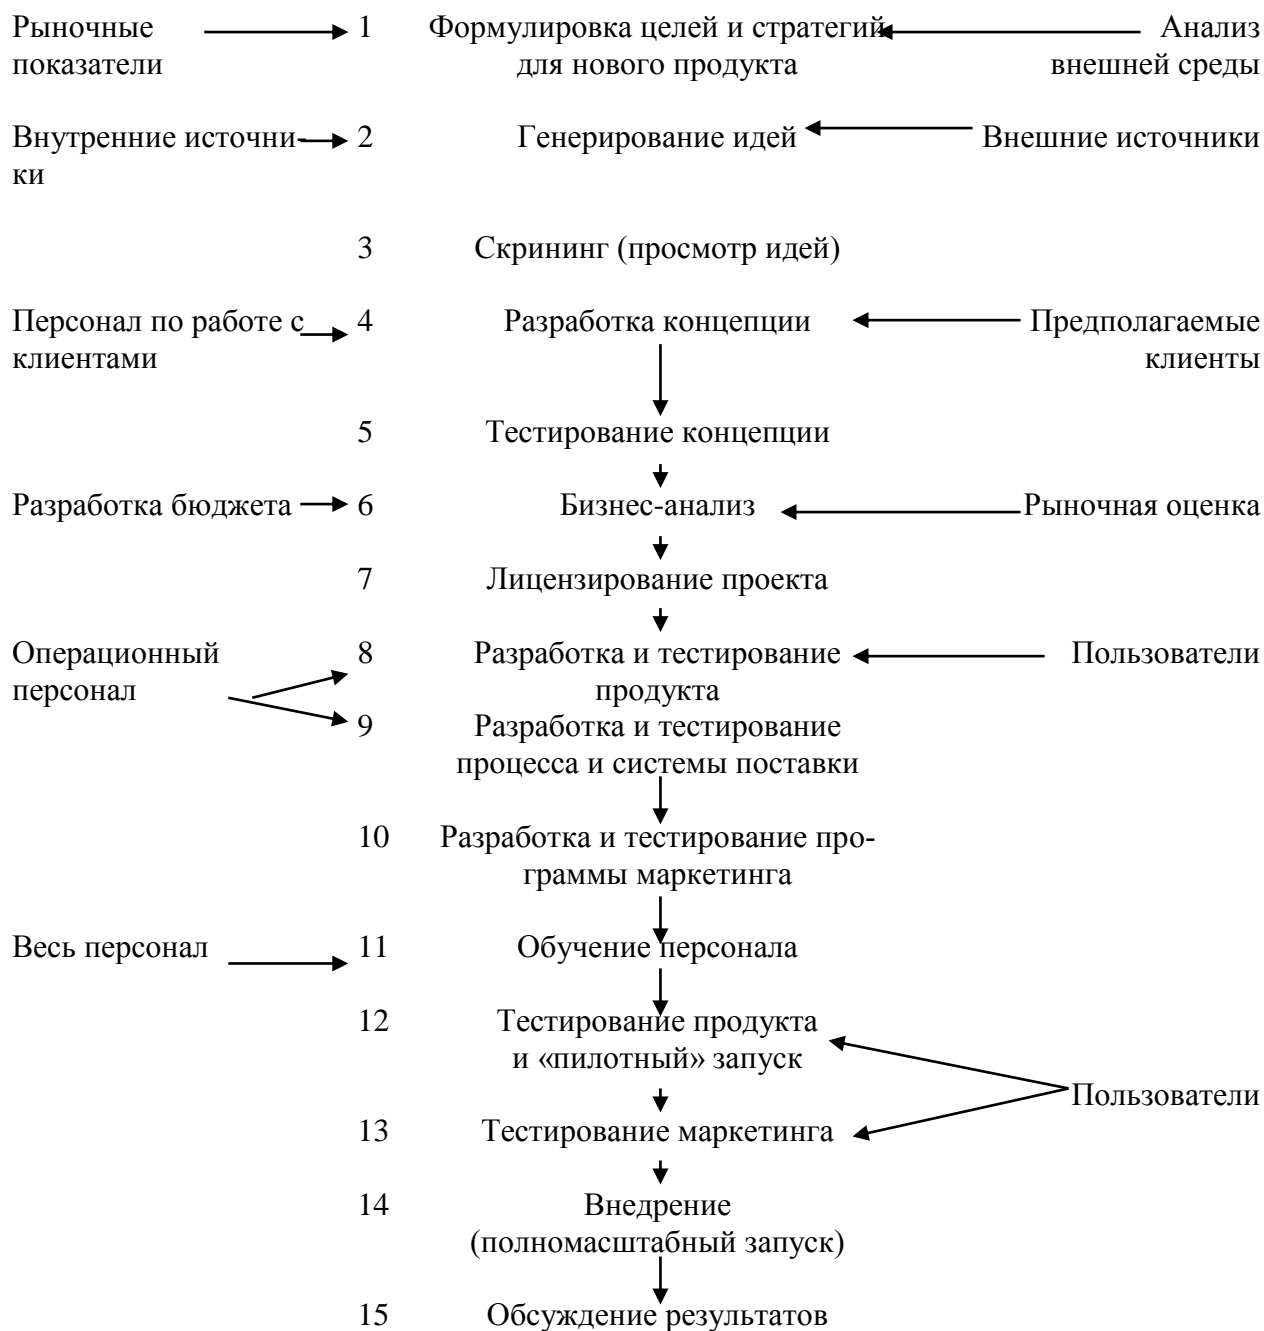 Рыночные 1 Формулировка целей и стратегий Анализ
показатели для нового продукта внешней среды
Внутренние источни- 2 Генерирование идей Внешние источники
ки
3 Скрининг (просмотр идей)
Персонал по работе с 4 Разработка концепции Предполагаемые
клиентами клиенты
5 Тестирование концепции
Разработка бюджета 6 Бизнес-анализ Рыночная оценка
7 Лицензирование проекта
Операционный 8 Разработка и тестирование Пользователи
персонал продукта
9 Разработка и тестирование
процесса и системы поставки
10 Разработка и тестирование про-
граммы маркетинга
Весь персонал 11 Обучение персонала
12 Тестирование продукта
и «пилотный» запуск
Пользователи
13 Тестирование маркетинга
14 Внедрение
(полномасштабный запуск)
15 Обсуждение результатов